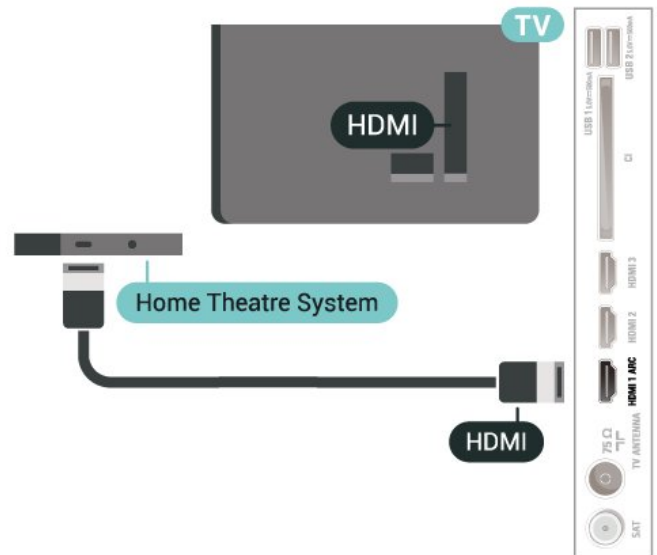 TV
HDMI
Home Theatre System
HDMI
USB 2
USB 1
CI
HDMI 3
HDMI 2
HDMI 1 ARC
75 Ω
TV ANTENNA
SAT